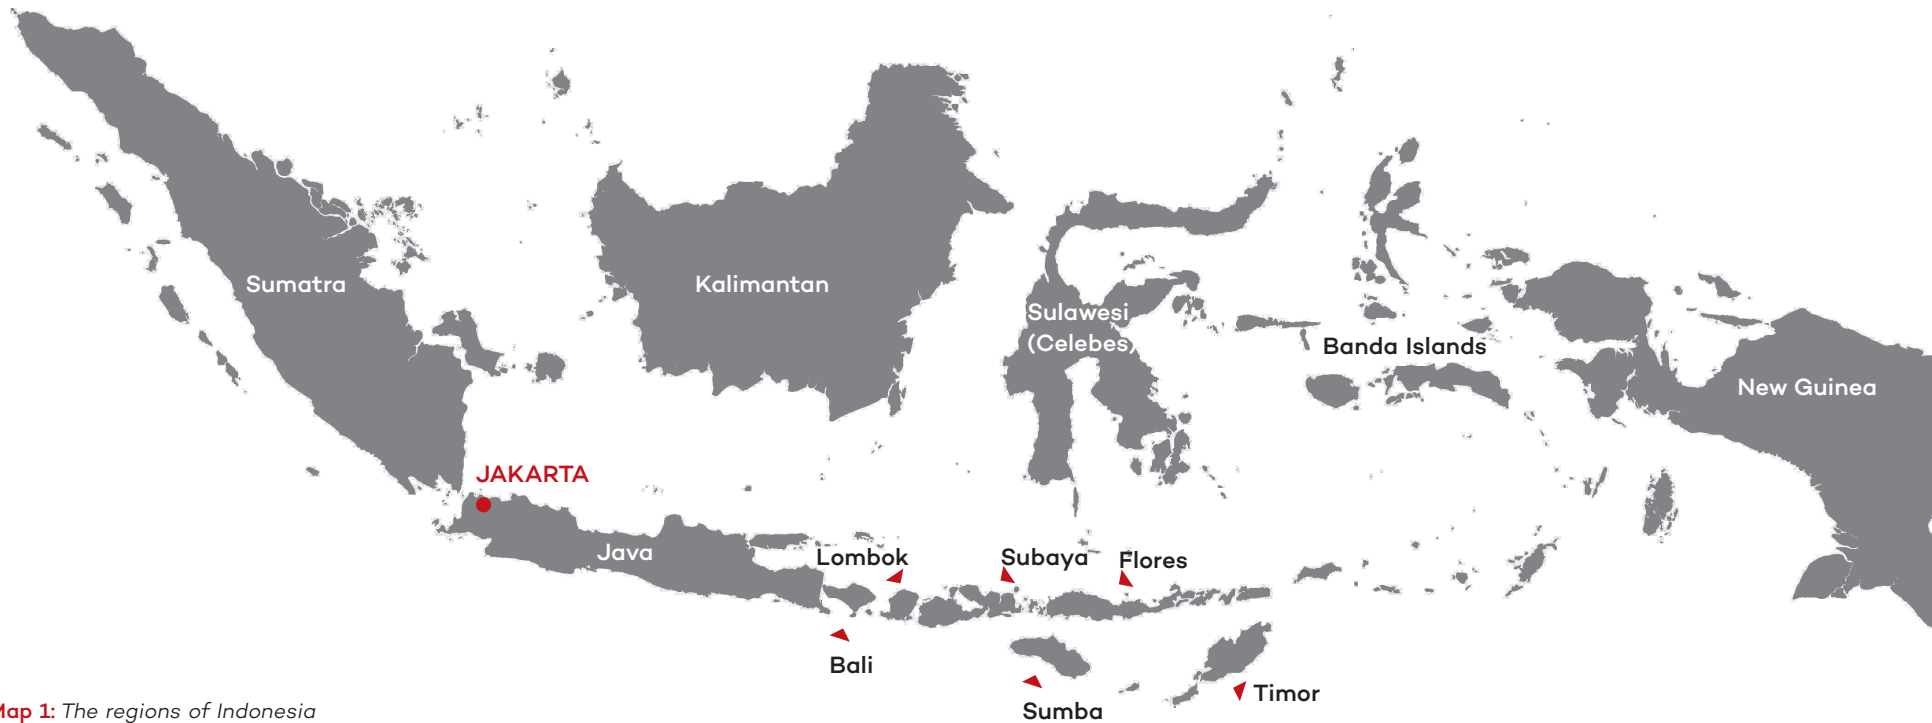 Sumatra
Kalimantan
Sulawesi
(Celebes)
Banda Islands
New Guinea
JAKARTA
Java
Lombok
Subaya
Flores
Bali
Sumba
Timor
Map 1: The regions of Indonesia